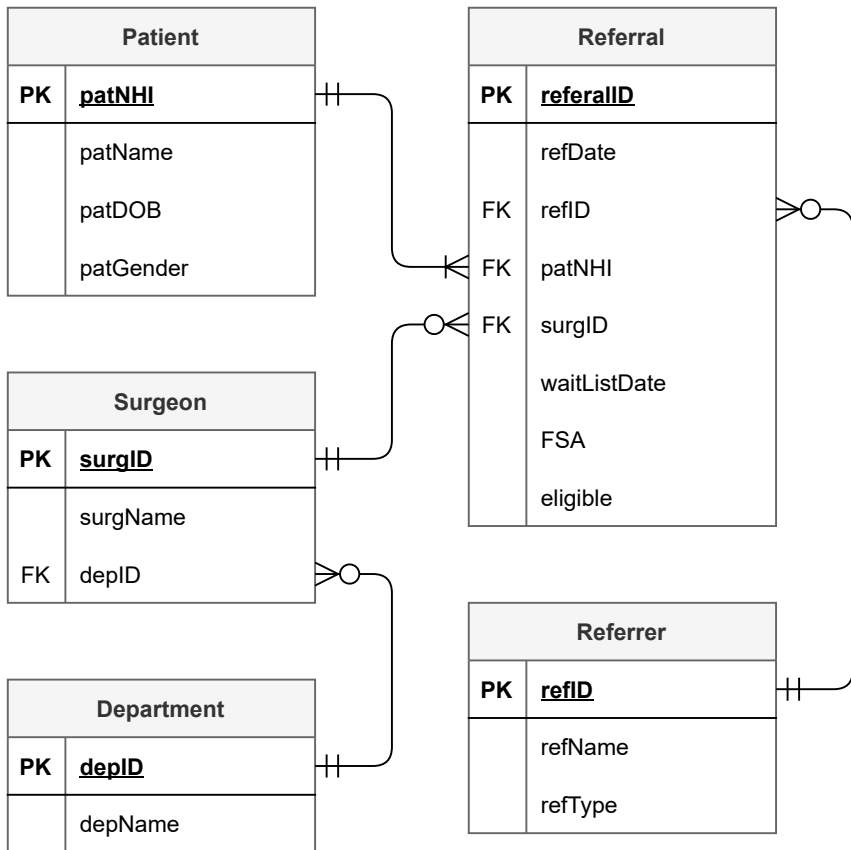 Patient
PK patNHI
patName
patDOB
patGender
Referral
PK referalID
refDate
FK refID
FK patNHI
FK surgID
waitListDate
FSA
eligible
Surgeon
PK surgID
surgName
FK depID
Referrer
PK refID
refName
refType
Department
PK depID
depName